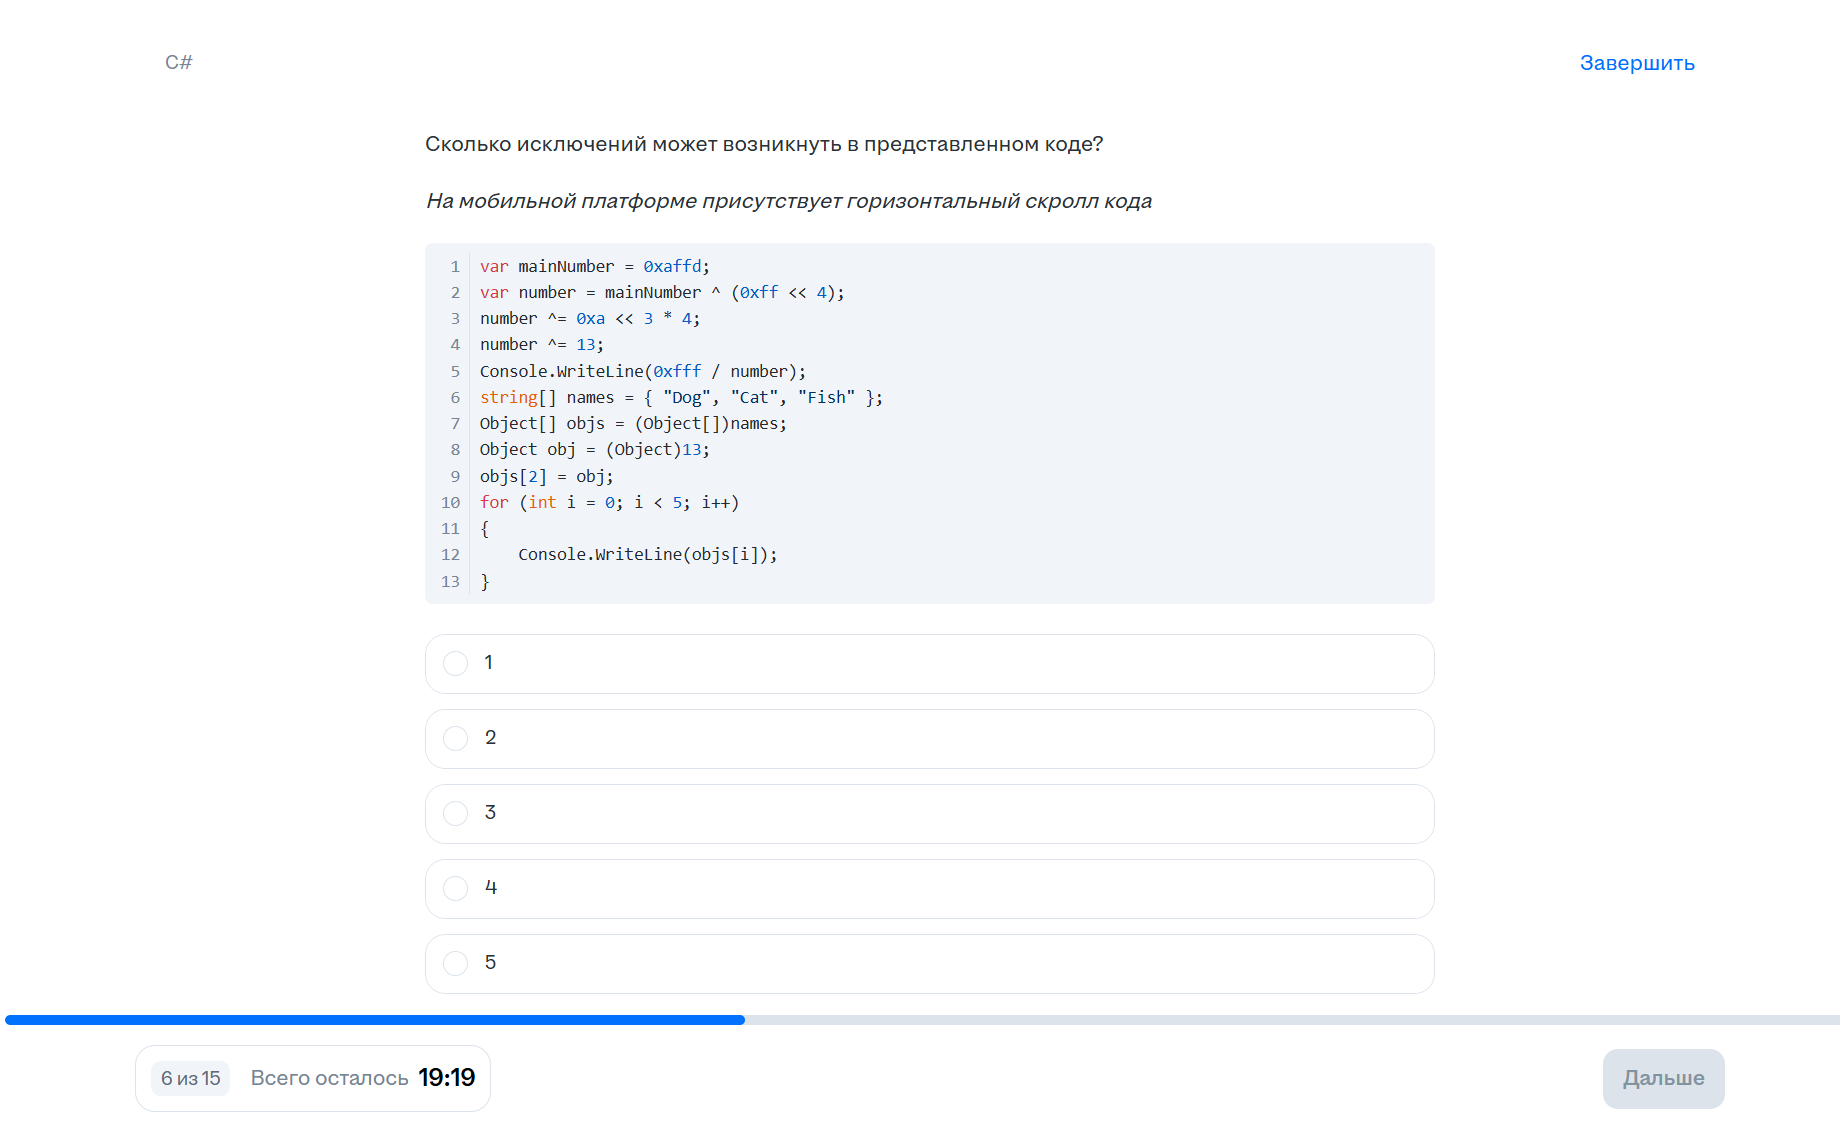 C#
Завершить
Сколько исключений может возникнуть в представленном коде?
На мобильной платформе присутствует горизонтальный скролл кода
1 var mainNumber = 0xaffd;
2 var number = mainNumber ^ (0xff << 4);
3 number ^= 0xa << 3 * 4;
4 number ^= 13;
5 Console.WriteLine(0xfff / number);
6 string[] names = { "Dog", "Cat", "Fish" };
7 Object[] objs = (Object[])names;
8 Object obj = (Object)13;
9 objs[2] = obj;
10 for (int i = 0; i < 5; i++)
11 {
12     Console.WriteLine(objs[i]);
13 }
1
2
3
4
5
6 из 15 Всего осталось 19:19
Дальше